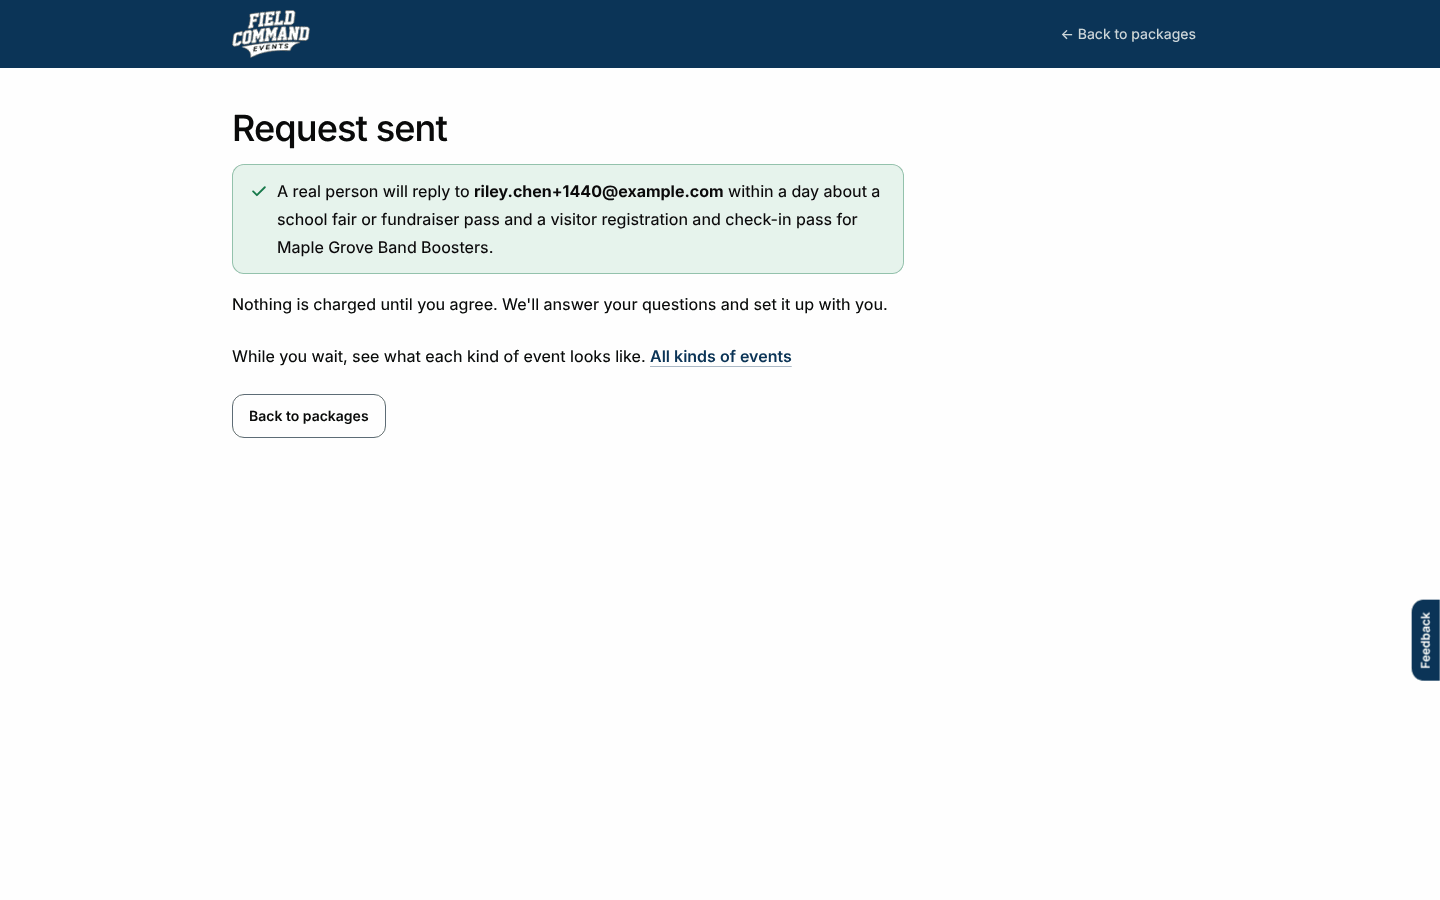 FIELD
COMMAND
EVENTS
← Back to packages
Request sent
A real person will reply to riley.chen+1440@example.com within a day about a
school fair or fundraiser pass and a visitor registration and check-in pass for
Maple Grove Band Boosters.
Nothing is charged until you agree. We'll answer your questions and set it up with you.
While you wait, see what each kind of event looks like. All kinds of events
Back to packages
Feedback